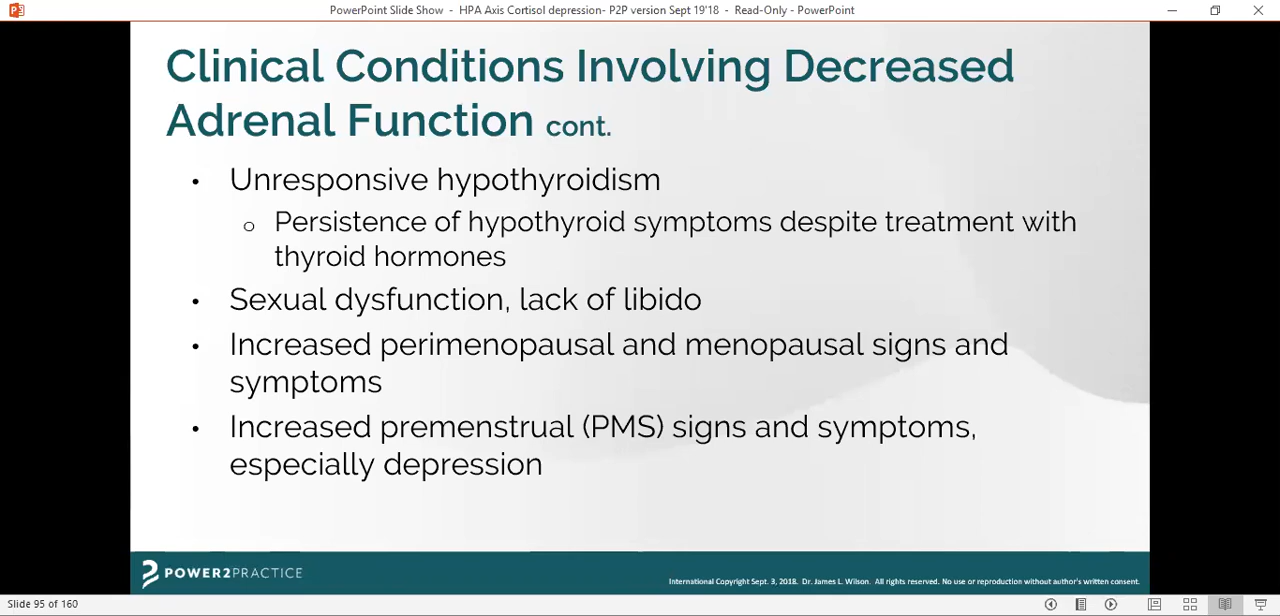 PowerPoint Slide Show - HPA Axis Cortisol depression- P2P version Sept 19'18 - Read-Only - PowerPoint
Clinical Conditions Involving Decreased
Adrenal Function cont.
• Unresponsive hypothyroidism
o Persistence of hypothyroid symptoms despite treatment with
thyroid hormones
• Sexual dysfunction, lack of libido
• Increased perimenopausal and menopausal signs and
symptoms
• Increased premenstrual (PMS) signs and symptoms,
especially depression
POWER2PRACTICE
International Copyright Sept. 3, 2018. Dr. James L. Wilson. All rights reserved. No use or reproduction without author's written consent.
Slide 95 of 160